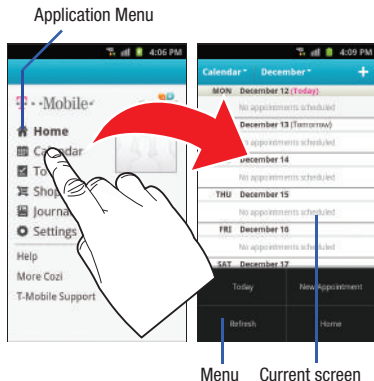 Application Menu
4:06 PM
T··Mobile·
Home
Calendar
To
Shop
Journa
Settings
Help
More Cozi
T-Mobile Support
4:09 PM
Calendar December +
MON December 12 (Today)
No appointments scheduled
December 13 (Tomorrow)
appointments scheduled
December 14
appointments scheduled
THU December 15
No appointments scheduled
FRI December 16
No appointments scheduled
SAT December 17
Today New Appointment
Refresh Home
Menu Current screen